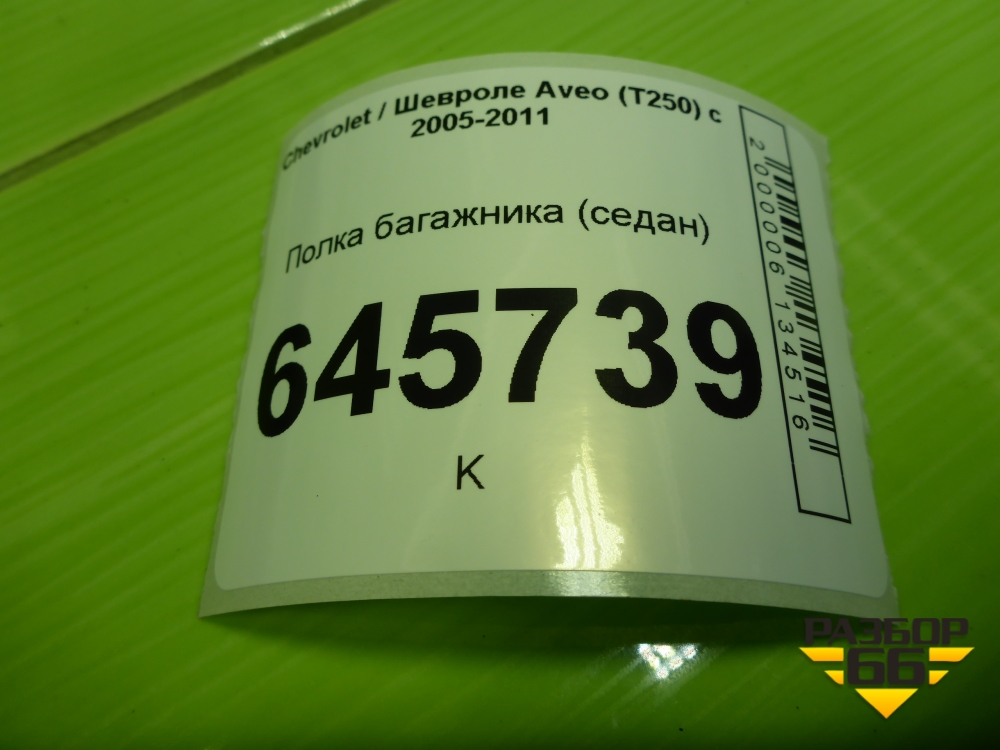 Chevrolet / Шевроле Aveo (T250) с
2005-2011
Полка багажника (седан)
645739
К
2000006134516
РАЗБОР
66